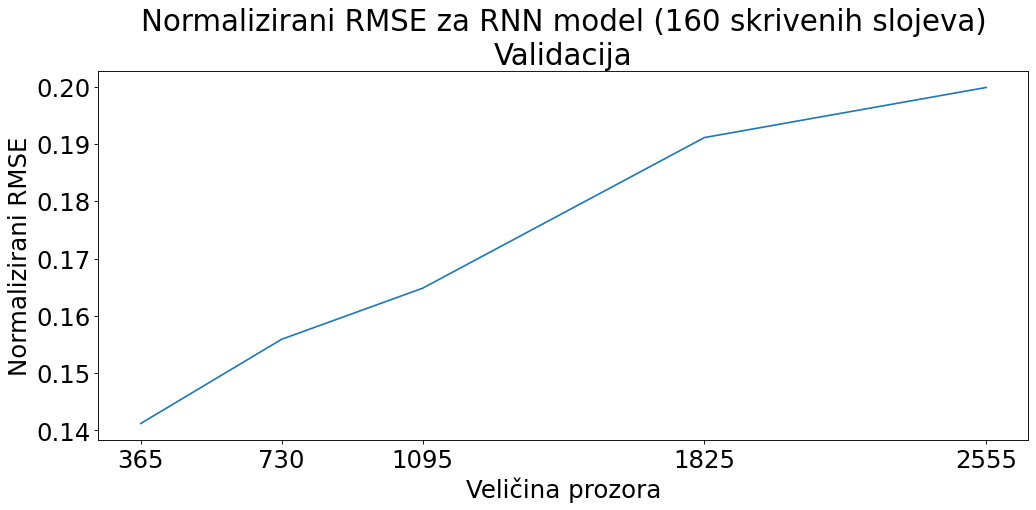 Normalizirani RMSE za RNN model (160 skrivenih slojeva)
Validacija
Normalizirani RMSE
0.20
0.19
0.18
0.17
0.16
0.15
0.14
365 730 1095 1825 2555
Veličina prozora